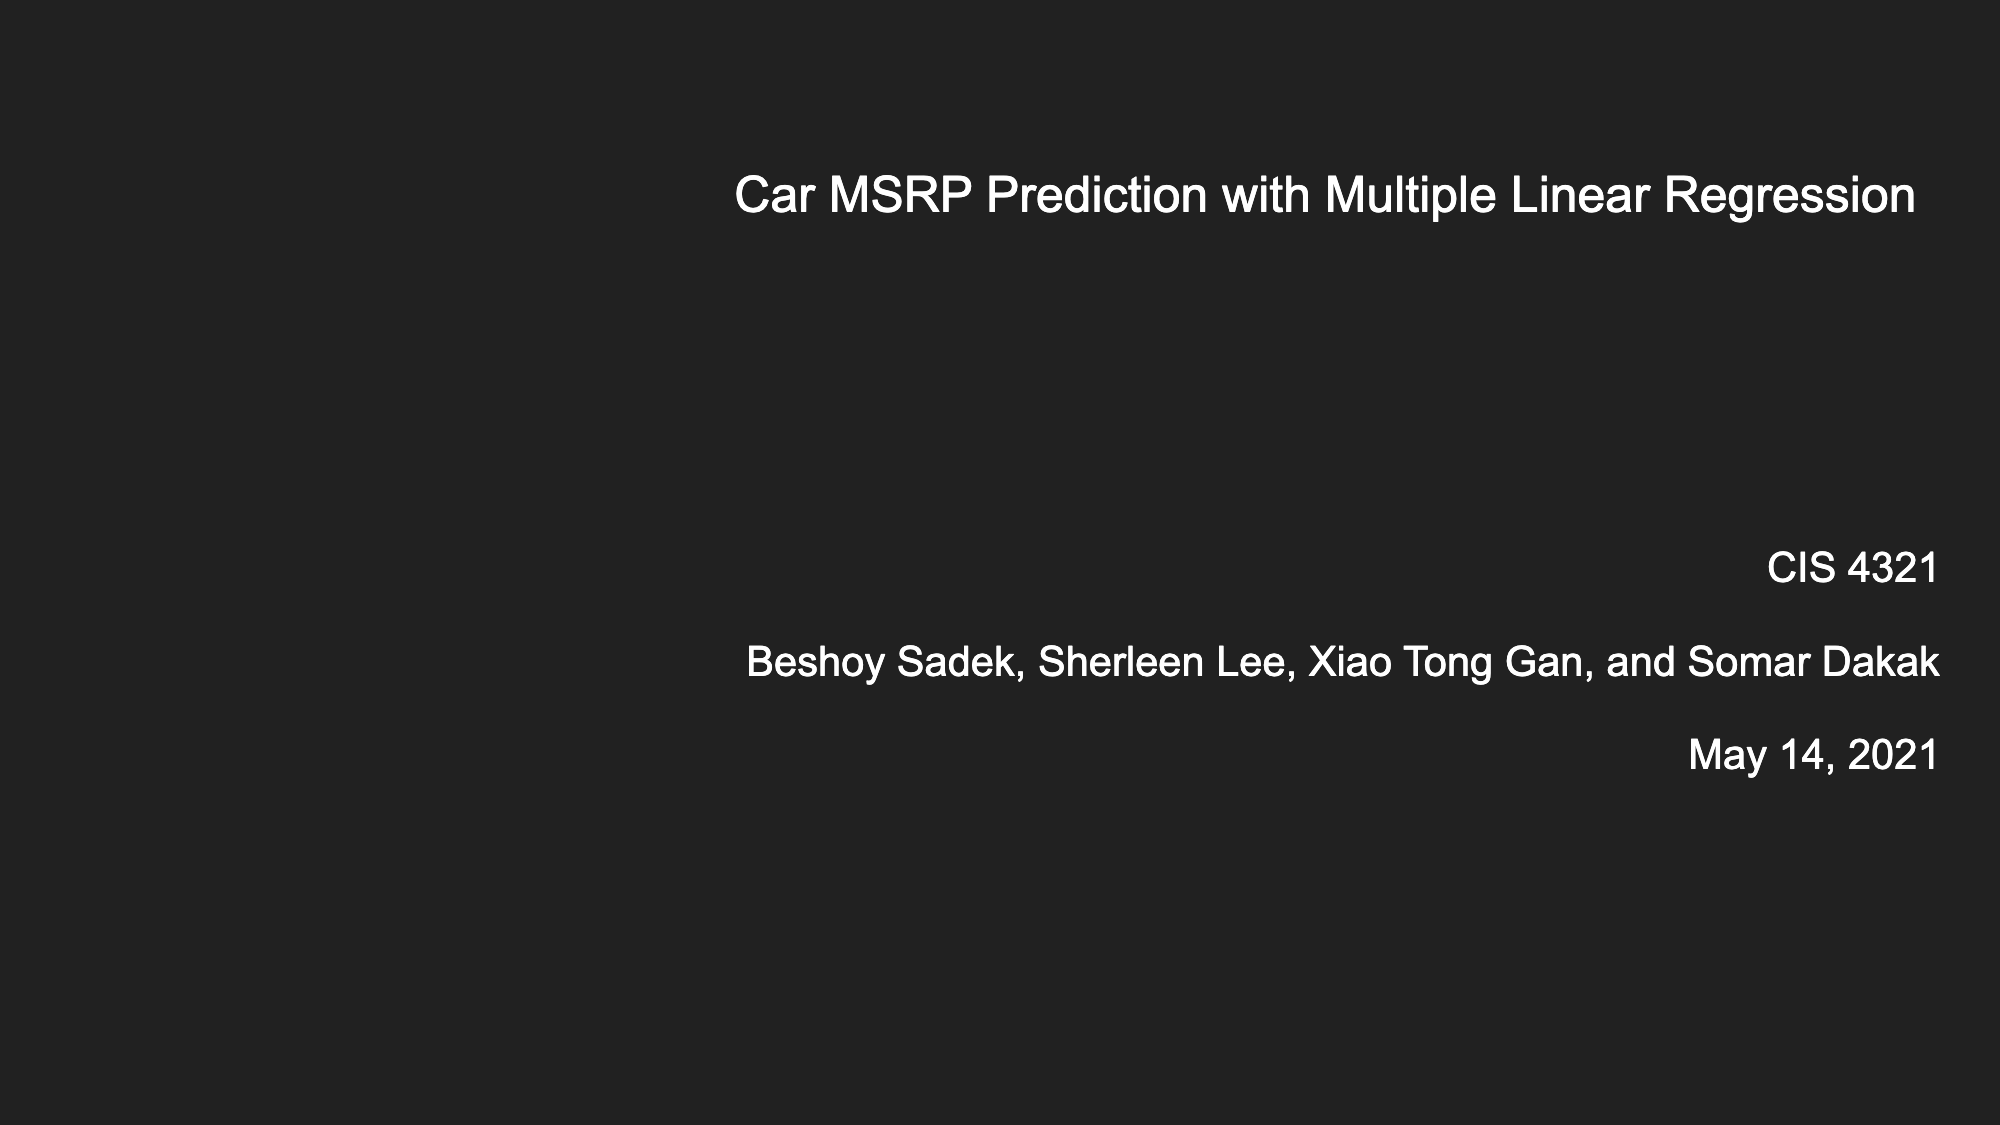 Car MSRP Prediction with Multiple Linear Regression
CIS 4321
Beshoy Sadek, Sherleen Lee, Xiao Tong Gan, and Somar Dakak
May 14, 2021